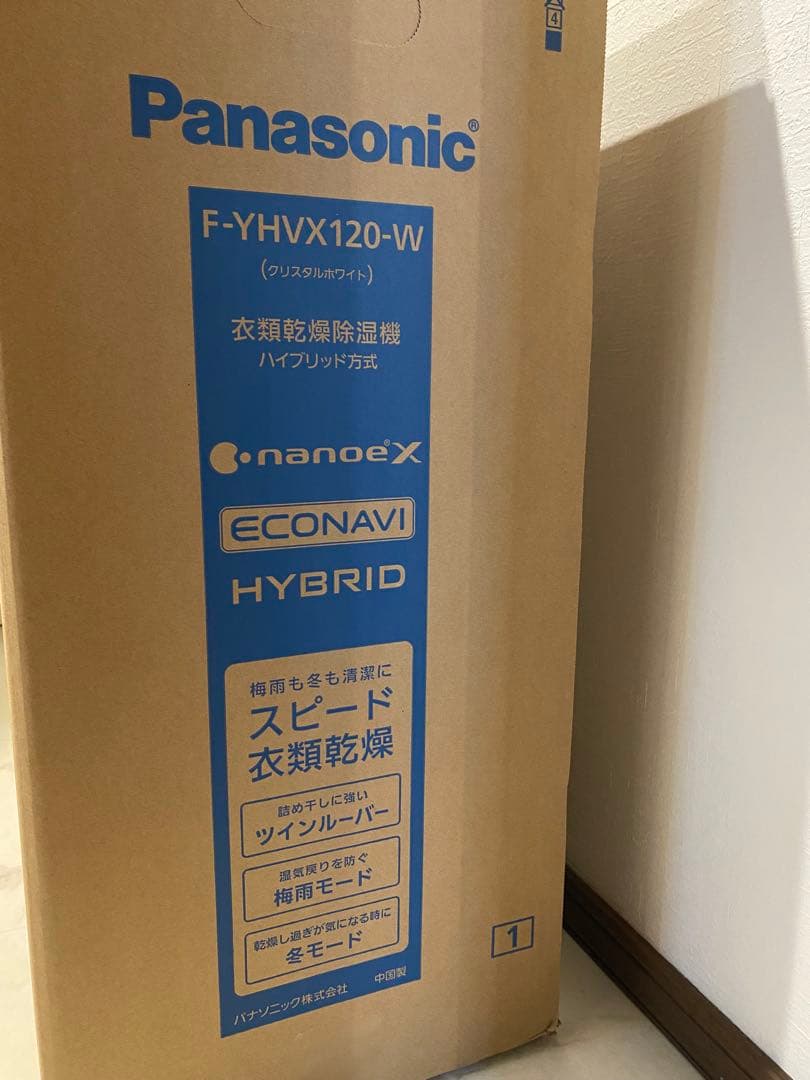 4
Panasonic®
F-YHVX120-W
(クリスタルホワイト)
衣類乾燥除湿機
ハイブリッド方式
nanoe®X
ECONAVI
HYBRID
梅雨も冬も清潔に
スピード
衣類乾燥
詰め干しに強い
ツインルーバー
湿気戻りを防ぐ
梅雨モード
乾燥し過ぎが気になる時に
冬モード
パナソニック株式会社 中国製
1